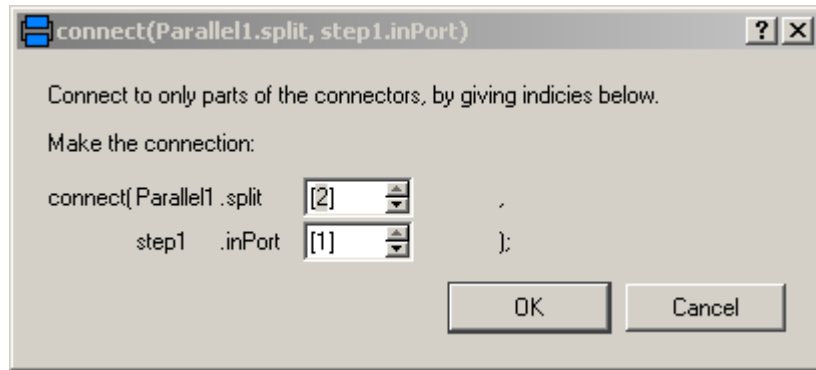 connect(Parallel1.split, step1.inPort)
Connect to only parts of the connectors, by giving indicies below.
Make the connection:
connect( Parallel1 .split [2] ,
step1 .inPort [1] );
OK Cancel